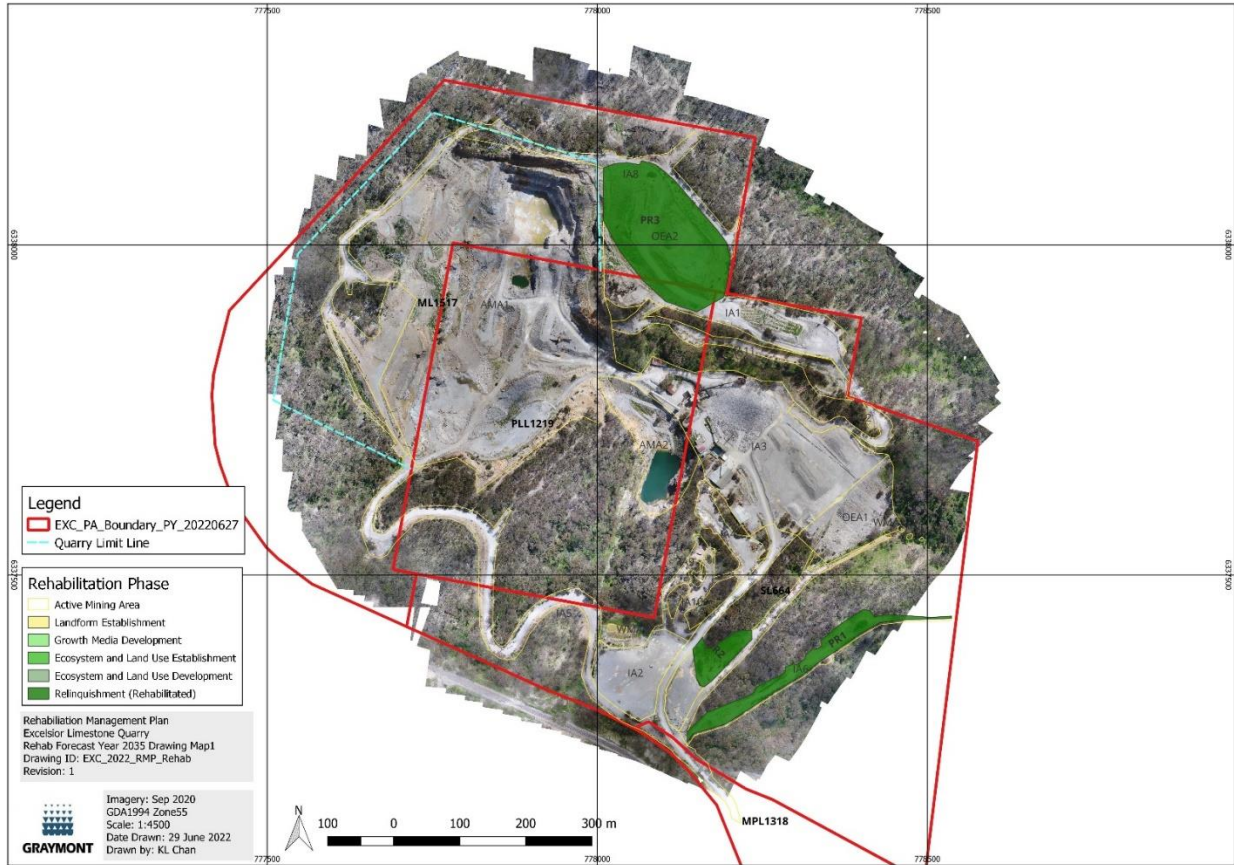 777500
778000
778500
6338000
6338000
6337500
6337500
777500
778000
778500
IA8
PR3
OEA2
ML1517
AMA1
IA1
PLL1219
AMA2
IA3
OEA1
SL664
IA5
IA2
PR1
MPL1318
Legend
EXC_PA_Boundary_PY_20220627
Quarry Limit Line
Rehabilitation Phase
Active Mining Area
Landform Establishment
Growth Media Development
Ecosystem and Land Use Establishment
Ecosystem and Land Use Development
Relinquishment (Rehabilitated)
Rehabiliation Management Plan
Excelsior Limestone Quarry
Rehab Forecast Year 2035 Drawing Map1
Drawing ID: EXC_2022_RMP_Rehab
Revision: 1
GRAYMONT
Imagery: Sep 2020
GDA1994 Zone55
Scale: 1:4500
Date Drawn: 29 June 2022
Drawn by: KL Chan
N
100 0 100 200 300 m